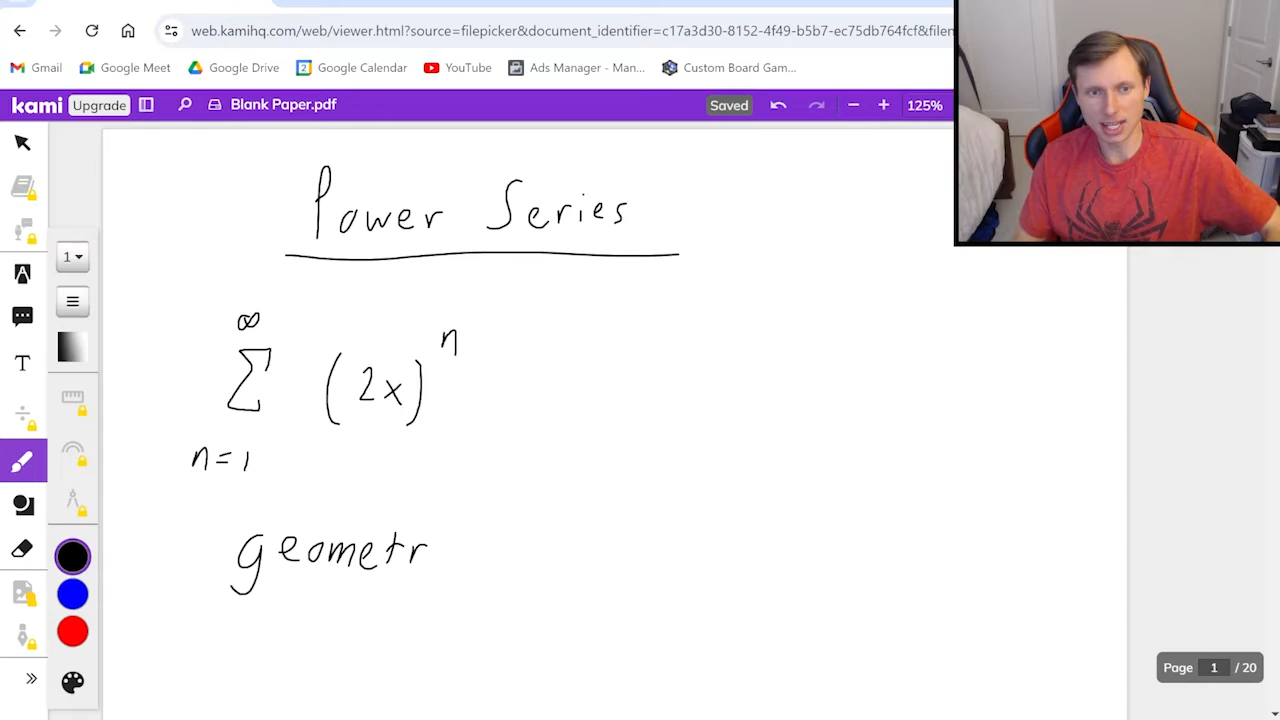 web.kamihq.com/web/viewer.html?source=filepicker&document_identifier=c17a3d30-8152-4f49-b5b7-ec75db764fcf&filen
Gmail Google Meet Google Drive 2 Google Calendar YouTube Ads Manager - Man... Custom Board Gam...
kami Upgrade Blank Paper.pdf Saved 125%
Power Series
1
∞
Σ (2x)^n
n=1
T
geometr
Page 1 / 20